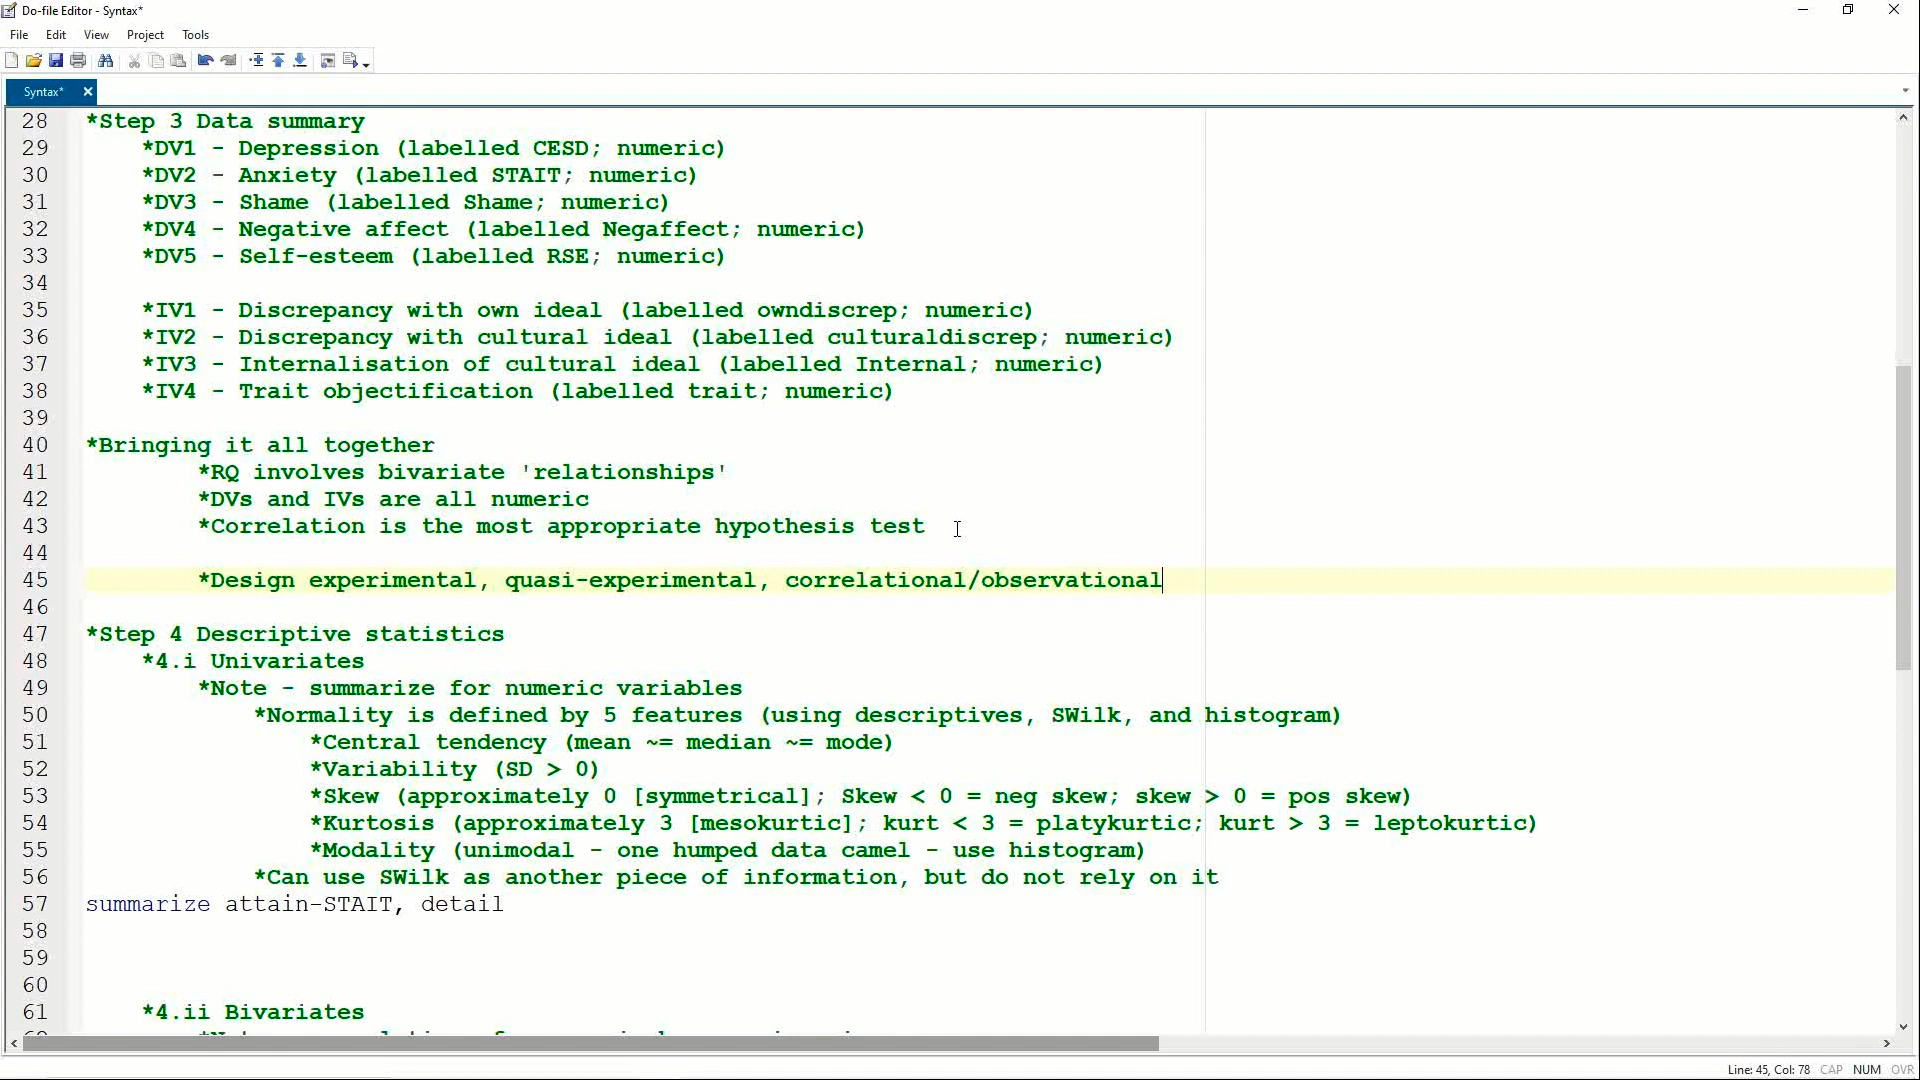 Do-file Editor - Syntax*
File Edit View Project Tools
Syntax*
28 *Step 3 Data summary
29 *DV1 - Depression (labelled CESD; numeric)
30 *DV2 - Anxiety (labelled STAIT; numeric)
31 *DV3 - Shame (labelled Shame; numeric)
32 *DV4 - Negative affect (labelled Negaffect; numeric)
33 *DV5 - Self-esteem (labelled RSE; numeric)
34
35 *IV1 - Discrepancy with own ideal (labelled owndiscrep; numeric)
36 *IV2 - Discrepancy with cultural ideal (labelled culturaldiscrep; numeric)
37 *IV3 - Internalisation of cultural ideal (labelled Internal; numeric)
38 *IV4 - Trait objectification (labelled trait; numeric)
39
40 *Bringing it all together
41 *RQ involves bivariate 'relationships'
42 *DVs and IVs are all numeric
43 *Correlation is the most appropriate hypothesis test
44
45 *Design experimental, quasi-experimental, correlational/observational
46
47 *Step 4 Descriptive statistics
48 *4.i Univariates
49 *Note - summarize for numeric variables
50 *Normality is defined by 5 features (using descriptives, SWilk, and histogram)
51 *Central tendency (mean ~= median ~= mode)
52 *Variability (SD > 0)
53 *Skew (approximately 0 [symmetrical]; Skew < 0 = neg skew; skew > 0 = pos skew)
54 *Kurtosis (approximately 3 [mesokurtic]; kurt < 3 = platykurtic; kurt > 3 = leptokurtic)
55 *Modality (unimodal - one humped data camel - use histogram)
56 *Can use SWilk as another piece of information, but do not rely on it
57 summarize attain-STAIT, detail
58
59
60
61 *4.ii Bivariates
Line: 45, Col: 78 CAP NUM OVR